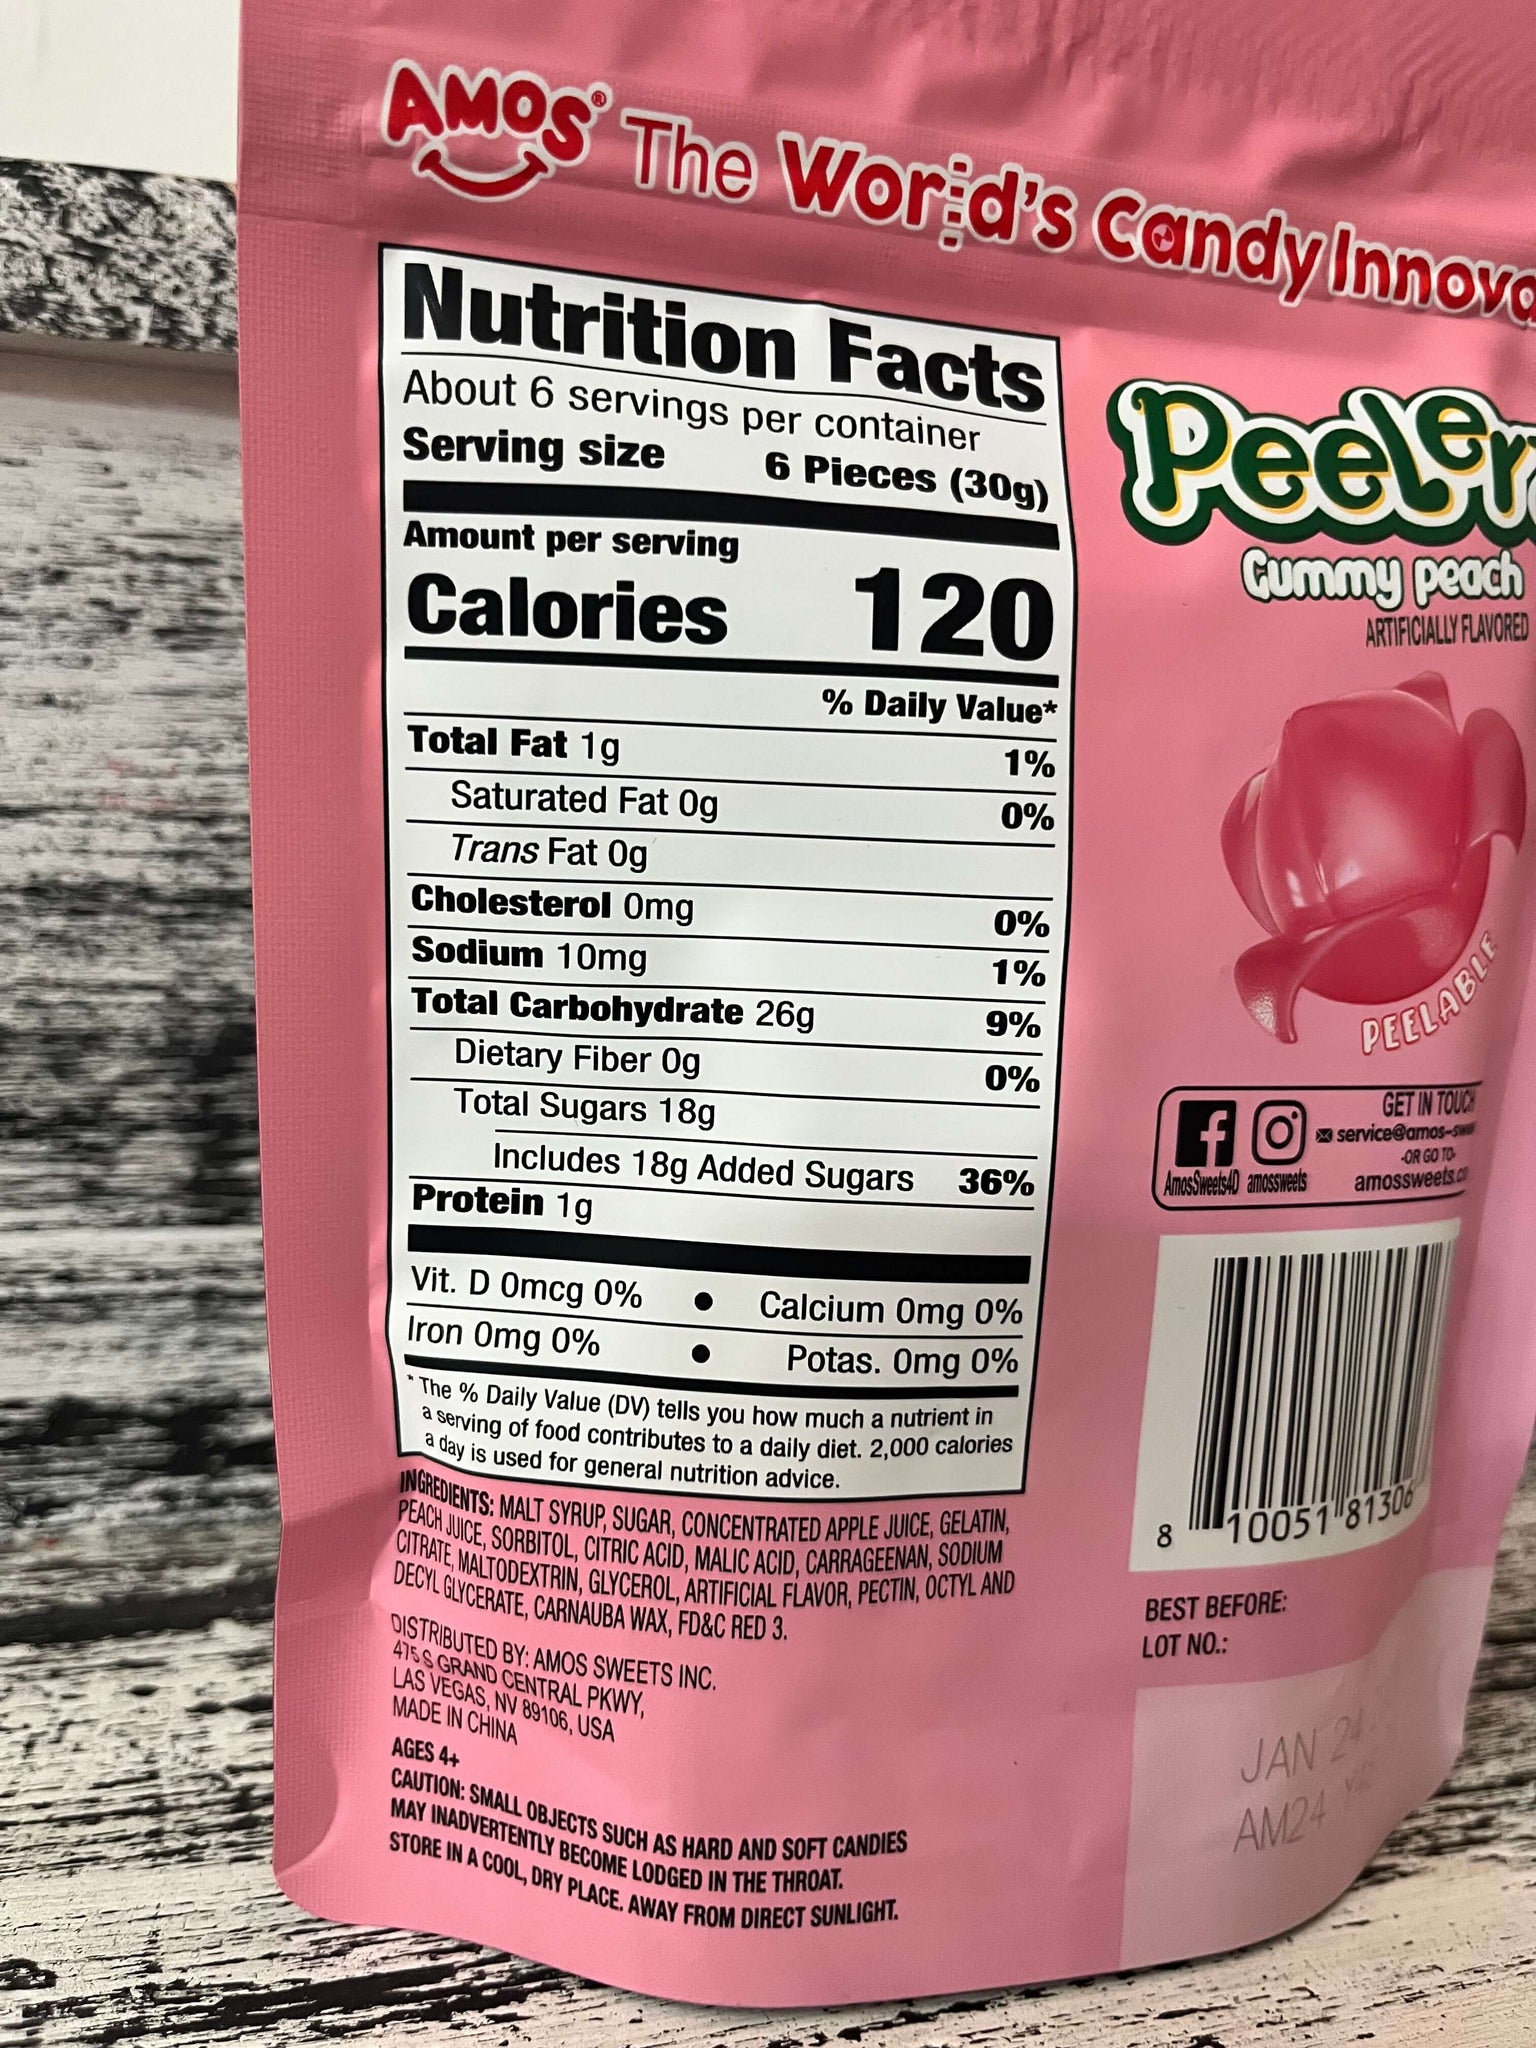 AMOS® The World's Candy
Nutrition Facts
About 6 servings per container
Serving size 6 Pieces (30g)
Amount per serving
Calories 120
% Daily Value*
Total Fat 1g 1%
Saturated Fat 0g 0%
Trans Fat 0g
Cholesterol 0mg 0%
Sodium 10mg 1%
Total Carbohydrate 26g 9%
Dietary Fiber 0g 0%
Total Sugars 18g
Includes 18g Added Sugars 36%
Protein 1g
Vit. D 0mcg 0% • Calcium 0mg 0%
Iron 0mg 0% • Potas. 0mg 0%
* The % Daily Value (DV) tells you how much a nutrient in
a serving of food contributes to a daily diet. 2,000 calories
a day is used for general nutrition advice.
INGREDIENTS: MALT SYRUP, SUGAR, CONCENTRATED APPLE JUICE, GELATIN,
PEACH JUICE, SORBITOL, CITRIC ACID, MALIC ACID, CARRAGEENAN, SODIUM
CITRATE, MALTODEXTRIN, GLYCEROL, ARTIFICIAL FLAVOR, PECTIN, OCTYL AND
DECYL GLYCERATE, CARNAUBA WAX, FD&C RED 3.
DISTRIBUTED BY: AMOS SWEETS INC.
475 S GRAND CENTRAL PKWY,
LAS VEGAS, NV 89106, USA
MADE IN CHINA
AGES 4+
CAUTION: SMALL OBJECTS SUCH AS HARD AND SOFT CANDIES
MAY INADVERTENTLY BECOME LODGED IN THE THROAT.
STORE IN A COOL, DRY PLACE. AWAY FROM DIRECT SUNLIGHT.
Peeler
Gummy peach
ARTIFICIALLY FLAVORED
PEELABLE
GET IN TOUCH
service@amos-sw
-OR GO TO-
amossweets.c
AmosSweets4D amossweets
8 10051 81306
BEST BEFORE:
LOT NO.:
JAN 24
AM24